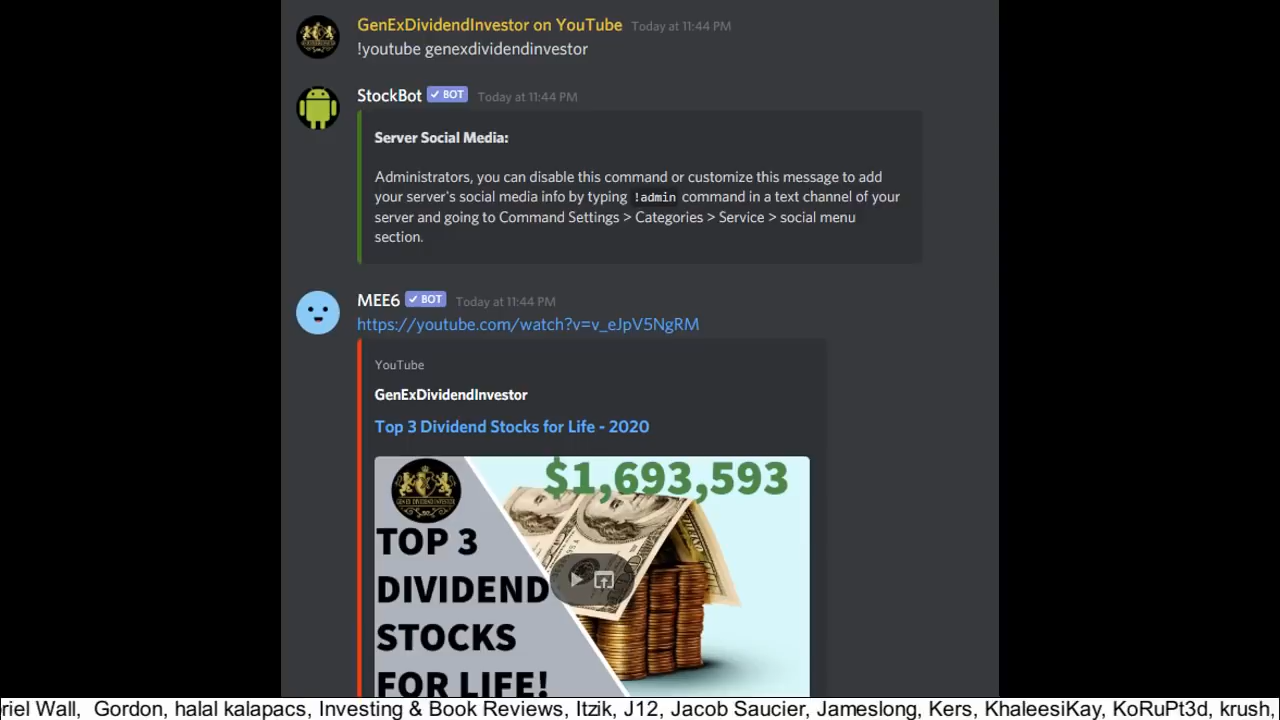 GenExDividendInvestor on YouTube Today at 11:44 PM
!youtube genexdividendinvestor
StockBot BOT Today at 11:44 PM
Server Social Media:
Administrators, you can disable this command or customize this message to add
your server's social media info by typing !admin command in a text channel of your
server and going to Command Settings > Categories > Service > social menu
section.
MEE6 BOT Today at 11:44 PM
https://youtube.com/watch?v=v_eJpV5NgRM
YouTube
GenExDividendInvestor
Top 3 Dividend Stocks for Life - 2020
$1,693,593
GEN EX DIVIDEND INVESTOR
TOP 3
DIVIDEND
STOCKS
FOR LIFE!
riel Wall, Gordon, halal kalapacs, Investing & Book Reviews, Itzik, J12, Jacob Saucier, Jameslong, Kers, KhaleesiKay, KoRuPt3d, krush,